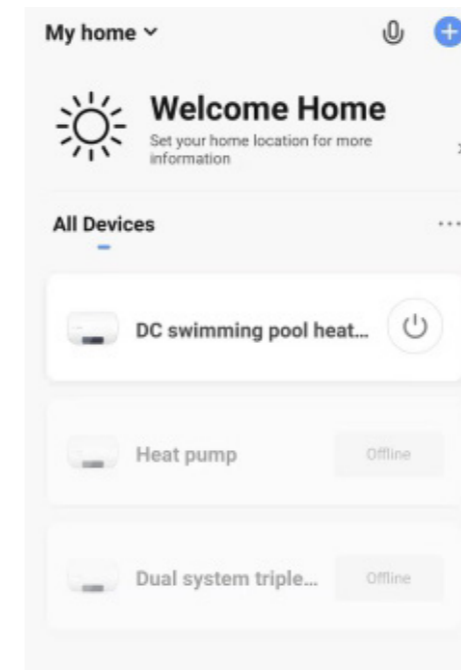 My home
Welcome Home
Set your home location for more
information
All Devices
DC swimming pool heat...
Heat pump
Offline
Dual system triple...
Offline